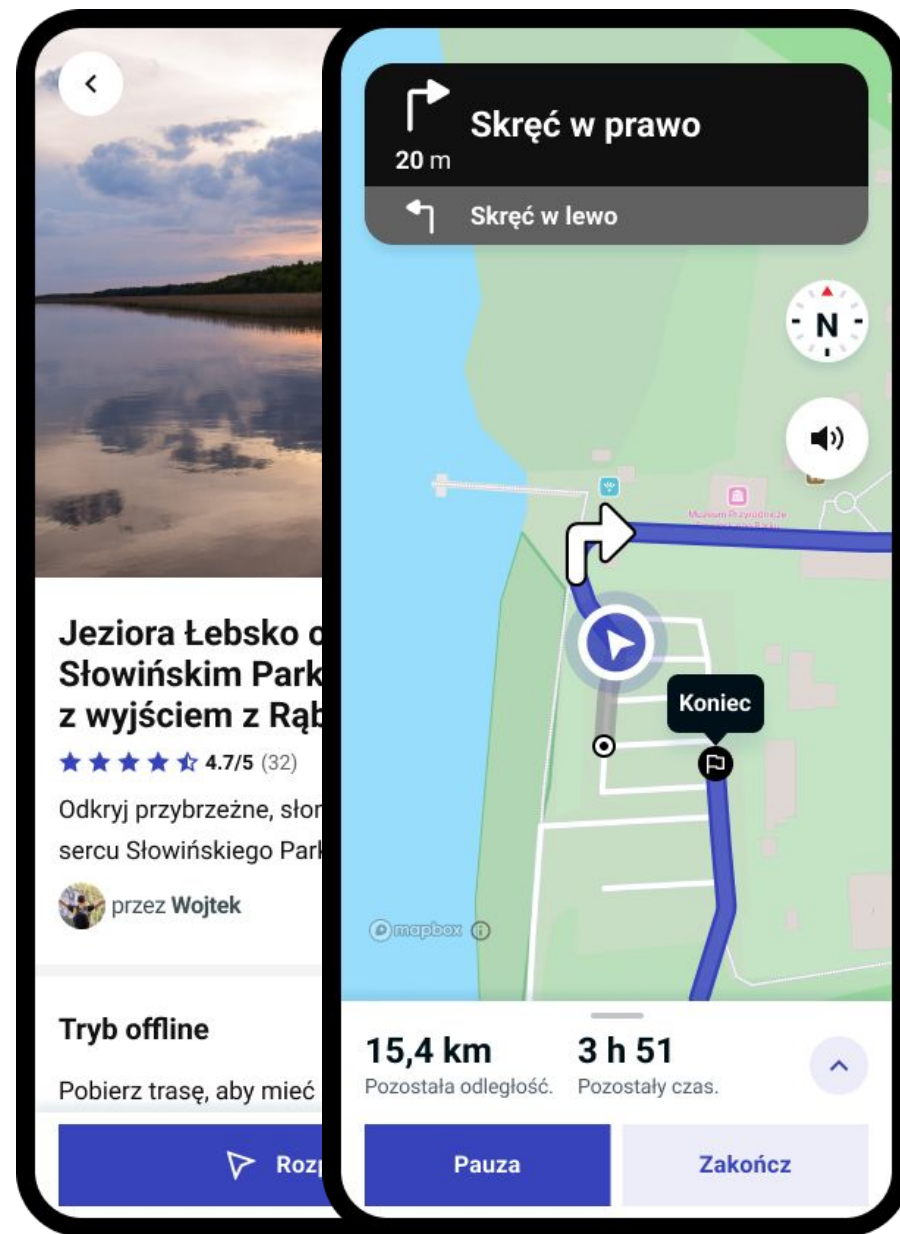 Jeziora Łebsko
Słowińskim Park
z wyjściem z Rąb
4.7/5 (32)
Odkryj przybrzeżne,
sercu Słowińskiego Park
przez Wojtek
Tryb offline
Pobierz trasę, aby mieć
Skręć w prawo
20 m
Skręć w lewo
N
Muzeum Przyrodnicze
Koniec
mapbox
15,4 km
3 h 51
Pozostała odległość.
Pozostały czas.
Pauza
Zakończ